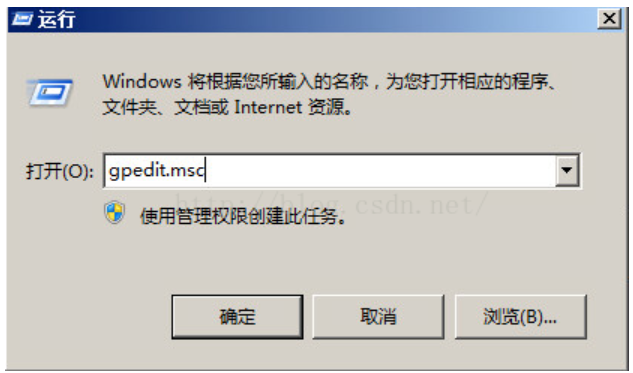 运行
Windows 将根据您所输入的名称，为您打开相应的程序、
文件夹、文档或 Internet 资源。
打开(O): gpedit.msc
http://blog.csdn.net/
使用管理权限创建此任务。
确定 取消 浏览(B)...